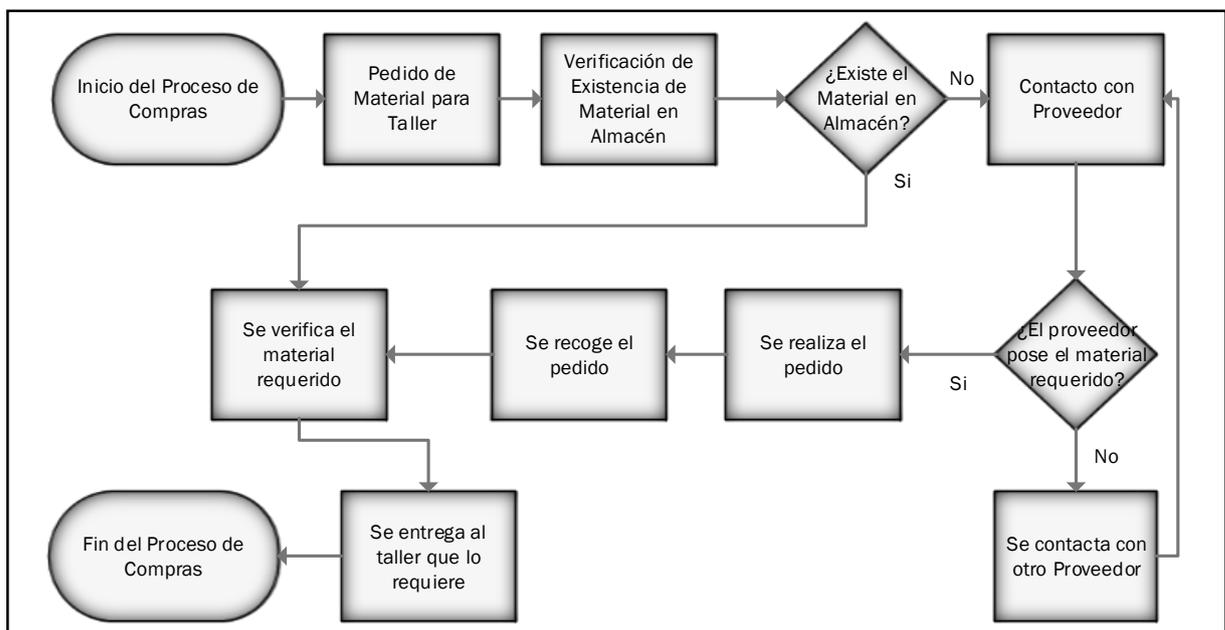 Inicio del Proceso de
Compras
Pedido de
Material para
Taller
Verificación de
Existencia de
Material en
Almacén
¿Existe el
Material en
Almacén?
No
Contacto con
Proveedor
Si
Se verifica el
material
requerido
Se recoge el
pedido
Se realiza el
pedido
Si
¿El proveedor
pose el material
requerido?
No
Fin del Proceso de
Compras
Se entrega al
taller que lo
requiere
Se contacta con
otro Proveedor